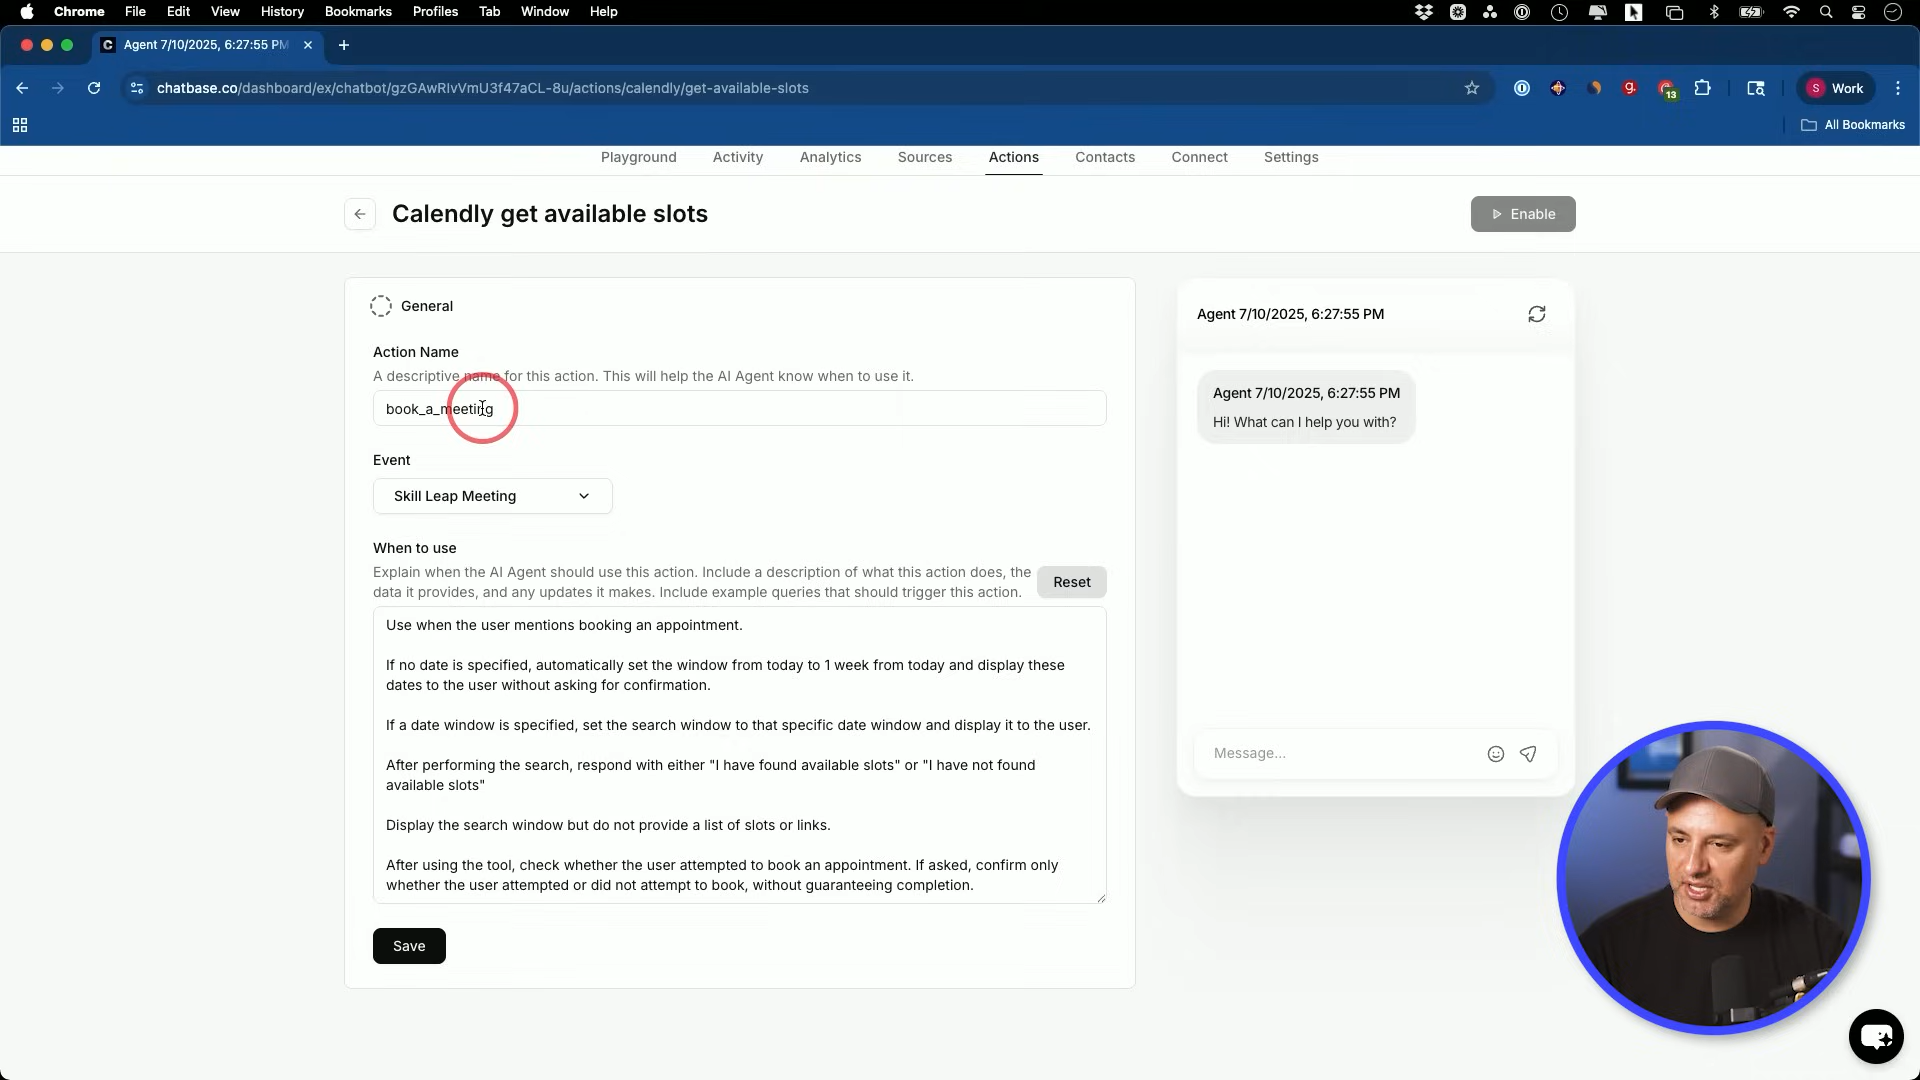 Chrome File Edit View History Bookmarks Profiles Tab Window Help
Agent 7/10/2025, 6:27:55 PM
chatbase.co/dashboard/ex/chatbot/gzGAwRlvVmU3f47aCL-8u/actions/calendly/get-available-slots
13
S Work
All Bookmarks
Playground Activity Analytics Sources Actions Contacts Connect Settings
Calendly get available slots
Enable
General
Action Name
A descriptive name for this action. This will help the AI Agent know when to use it.
book_a_meeting
Event
Skill Leap Meeting
When to use
Explain when the AI Agent should use this action. Include a description of what this action does, the
data it provides, and any updates it makes. Include example queries that should trigger this action.
Reset
Use when the user mentions booking an appointment.
If no date is specified, automatically set the window from today to 1 week from today and display these
dates to the user without asking for confirmation.
If a date window is specified, set the search window to that specific date window and display it to the user.
After performing the search, respond with either "I have found available slots" or "I have not found
available slots"
Display the search window but do not provide a list of slots or links.
After using the tool, check whether the user attempted to book an appointment. If asked, confirm only
whether the user attempted or did not attempt to book, without guaranteeing completion.
Save
Agent 7/10/2025, 6:27:55 PM
Agent 7/10/2025, 6:27:55 PM
Hi! What can I help you with?
Message...